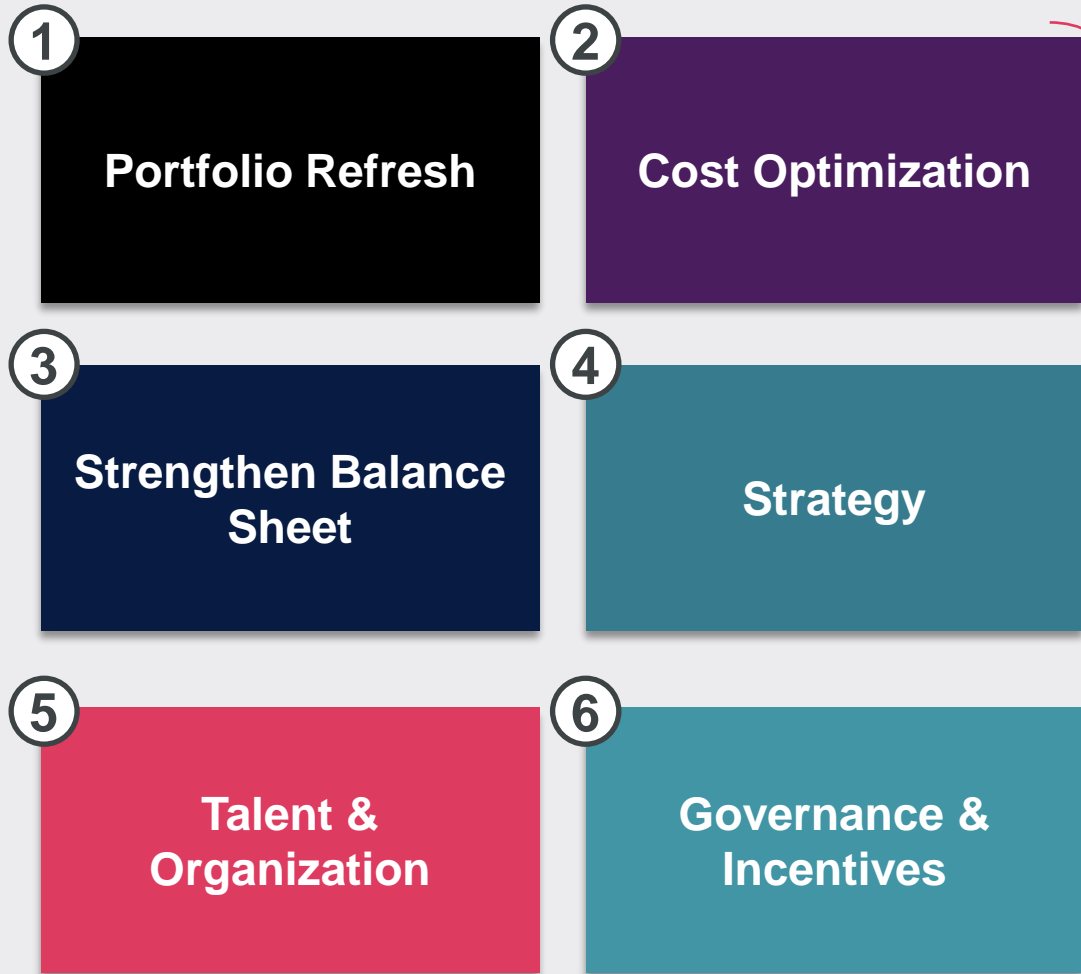 1
Portfolio Refresh
2
Cost Optimization
3
Strengthen Balance
Sheet
4
Strategy
5
Talent &
Organization
6
Governance &
Incentives